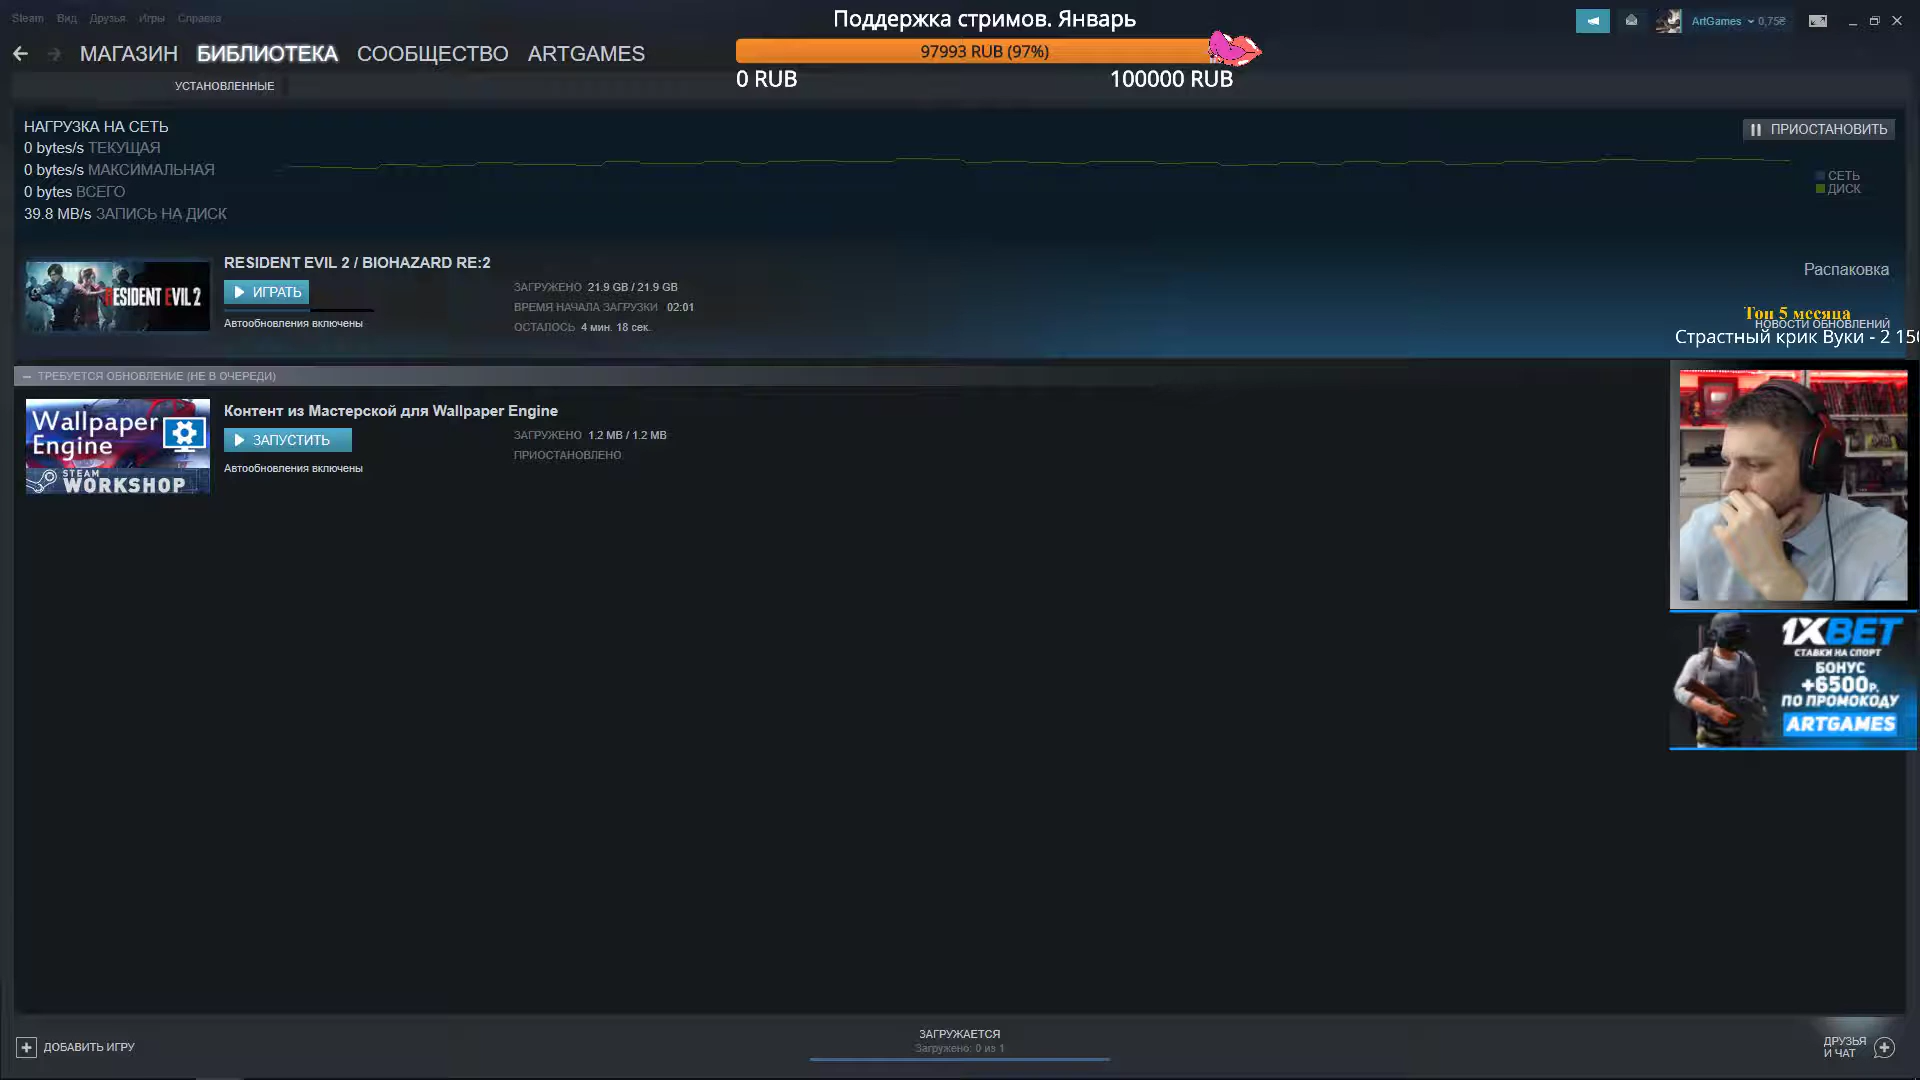 Steam Вид Друзья Игры Справка
Поддержка стримов. Январь
ArtGames 0,75₴
МАГАЗИН БИБЛИОТЕКА СООБЩЕСТВО ARTGAMES
97993 RUB (97%)
0 RUB 100000 RUB
УСТАНОВЛЕННЫЕ
НАГРУЗКА НА СЕТЬ
ПРИОСТАНОВИТЬ
0 bytes/s ТЕКУЩАЯ
0 bytes/s МАКСИМАЛЬНАЯ
0 bytes ВСЕГО
39.8 MB/s ЗАПИСЬ НА ДИСК
СЕТЬ
ДИСК
RESIDENT EVIL 2
RESIDENT EVIL 2 / BIOHAZARD RE:2
ИГРАТЬ
Автообновления включены
ЗАГРУЖЕНО 21.9 GB / 21.9 GB
ВРЕМЯ НАЧАЛА ЗАГРУЗКИ 02:01
ОСТАЛОСЬ 4 мин. 18 сек.
Распаковка
Топ 5 месяца
НОВОСТИ ОБНОВЛЕНИЙ
Страстный крик Вуки - 2 150
— ТРЕБУЕТСЯ ОБНОВЛЕНИЕ (НЕ В ОЧЕРЕДИ)
Wallpaper
Engine
STEAM
WORKSHOP
Контент из Мастерской для Wallpaper Engine
ЗАПУСТИТЬ
Автообновления включены
ЗАГРУЖЕНО 1.2 MB / 1.2 MB
ПРИОСТАНОВЛЕНО
1XBET
СТАВКИ НА СПОРТ
БОНУС
+6500Р.
ПО ПРОМОКОДУ
ARTGAMES
ДОБАВИТЬ ИГРУ
ЗАГРУЖАЕТСЯ
Загружено: 0 из 1
ДРУЗЬЯ
И ЧАТ